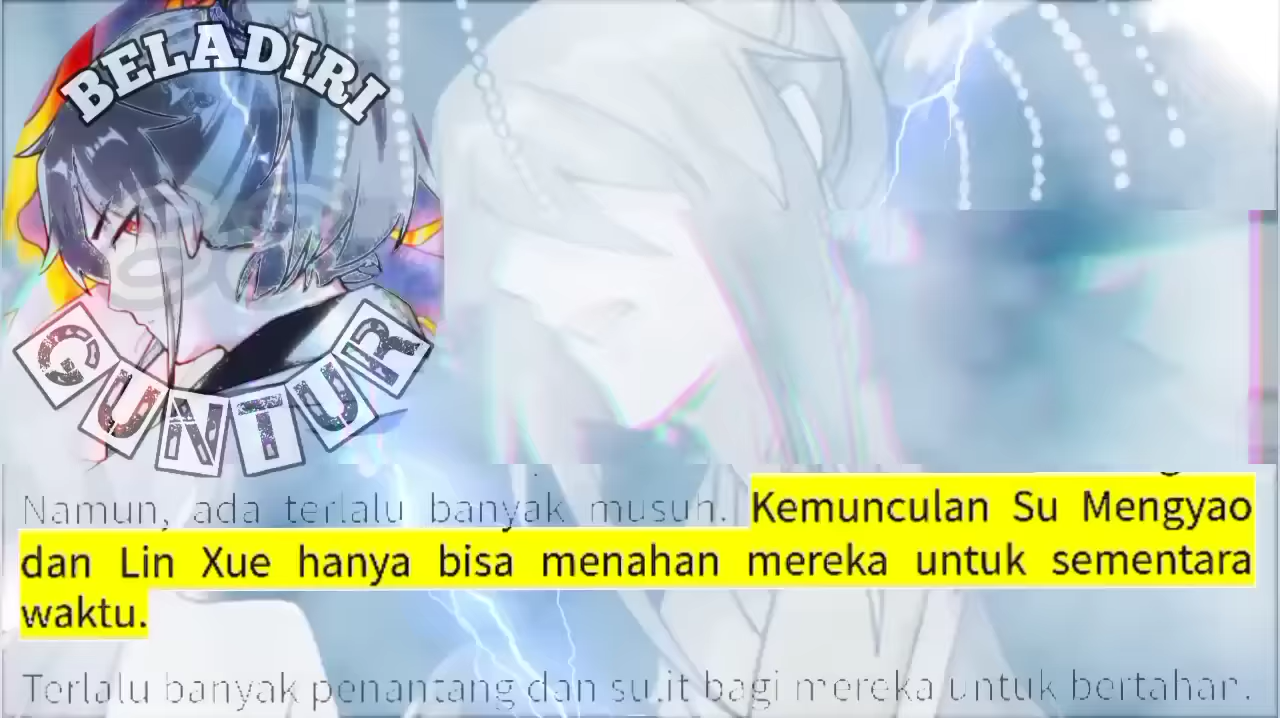 BELADIRI
GUNTUR
Namun, ada terlalu banyak musuh. Kemunculan Su Mengyao
dan Lin Xue hanya bisa menahan mereka untuk sementara
waktu.
Terlalu banyak penantang dan sulit bagi mereka untuk bertahan.